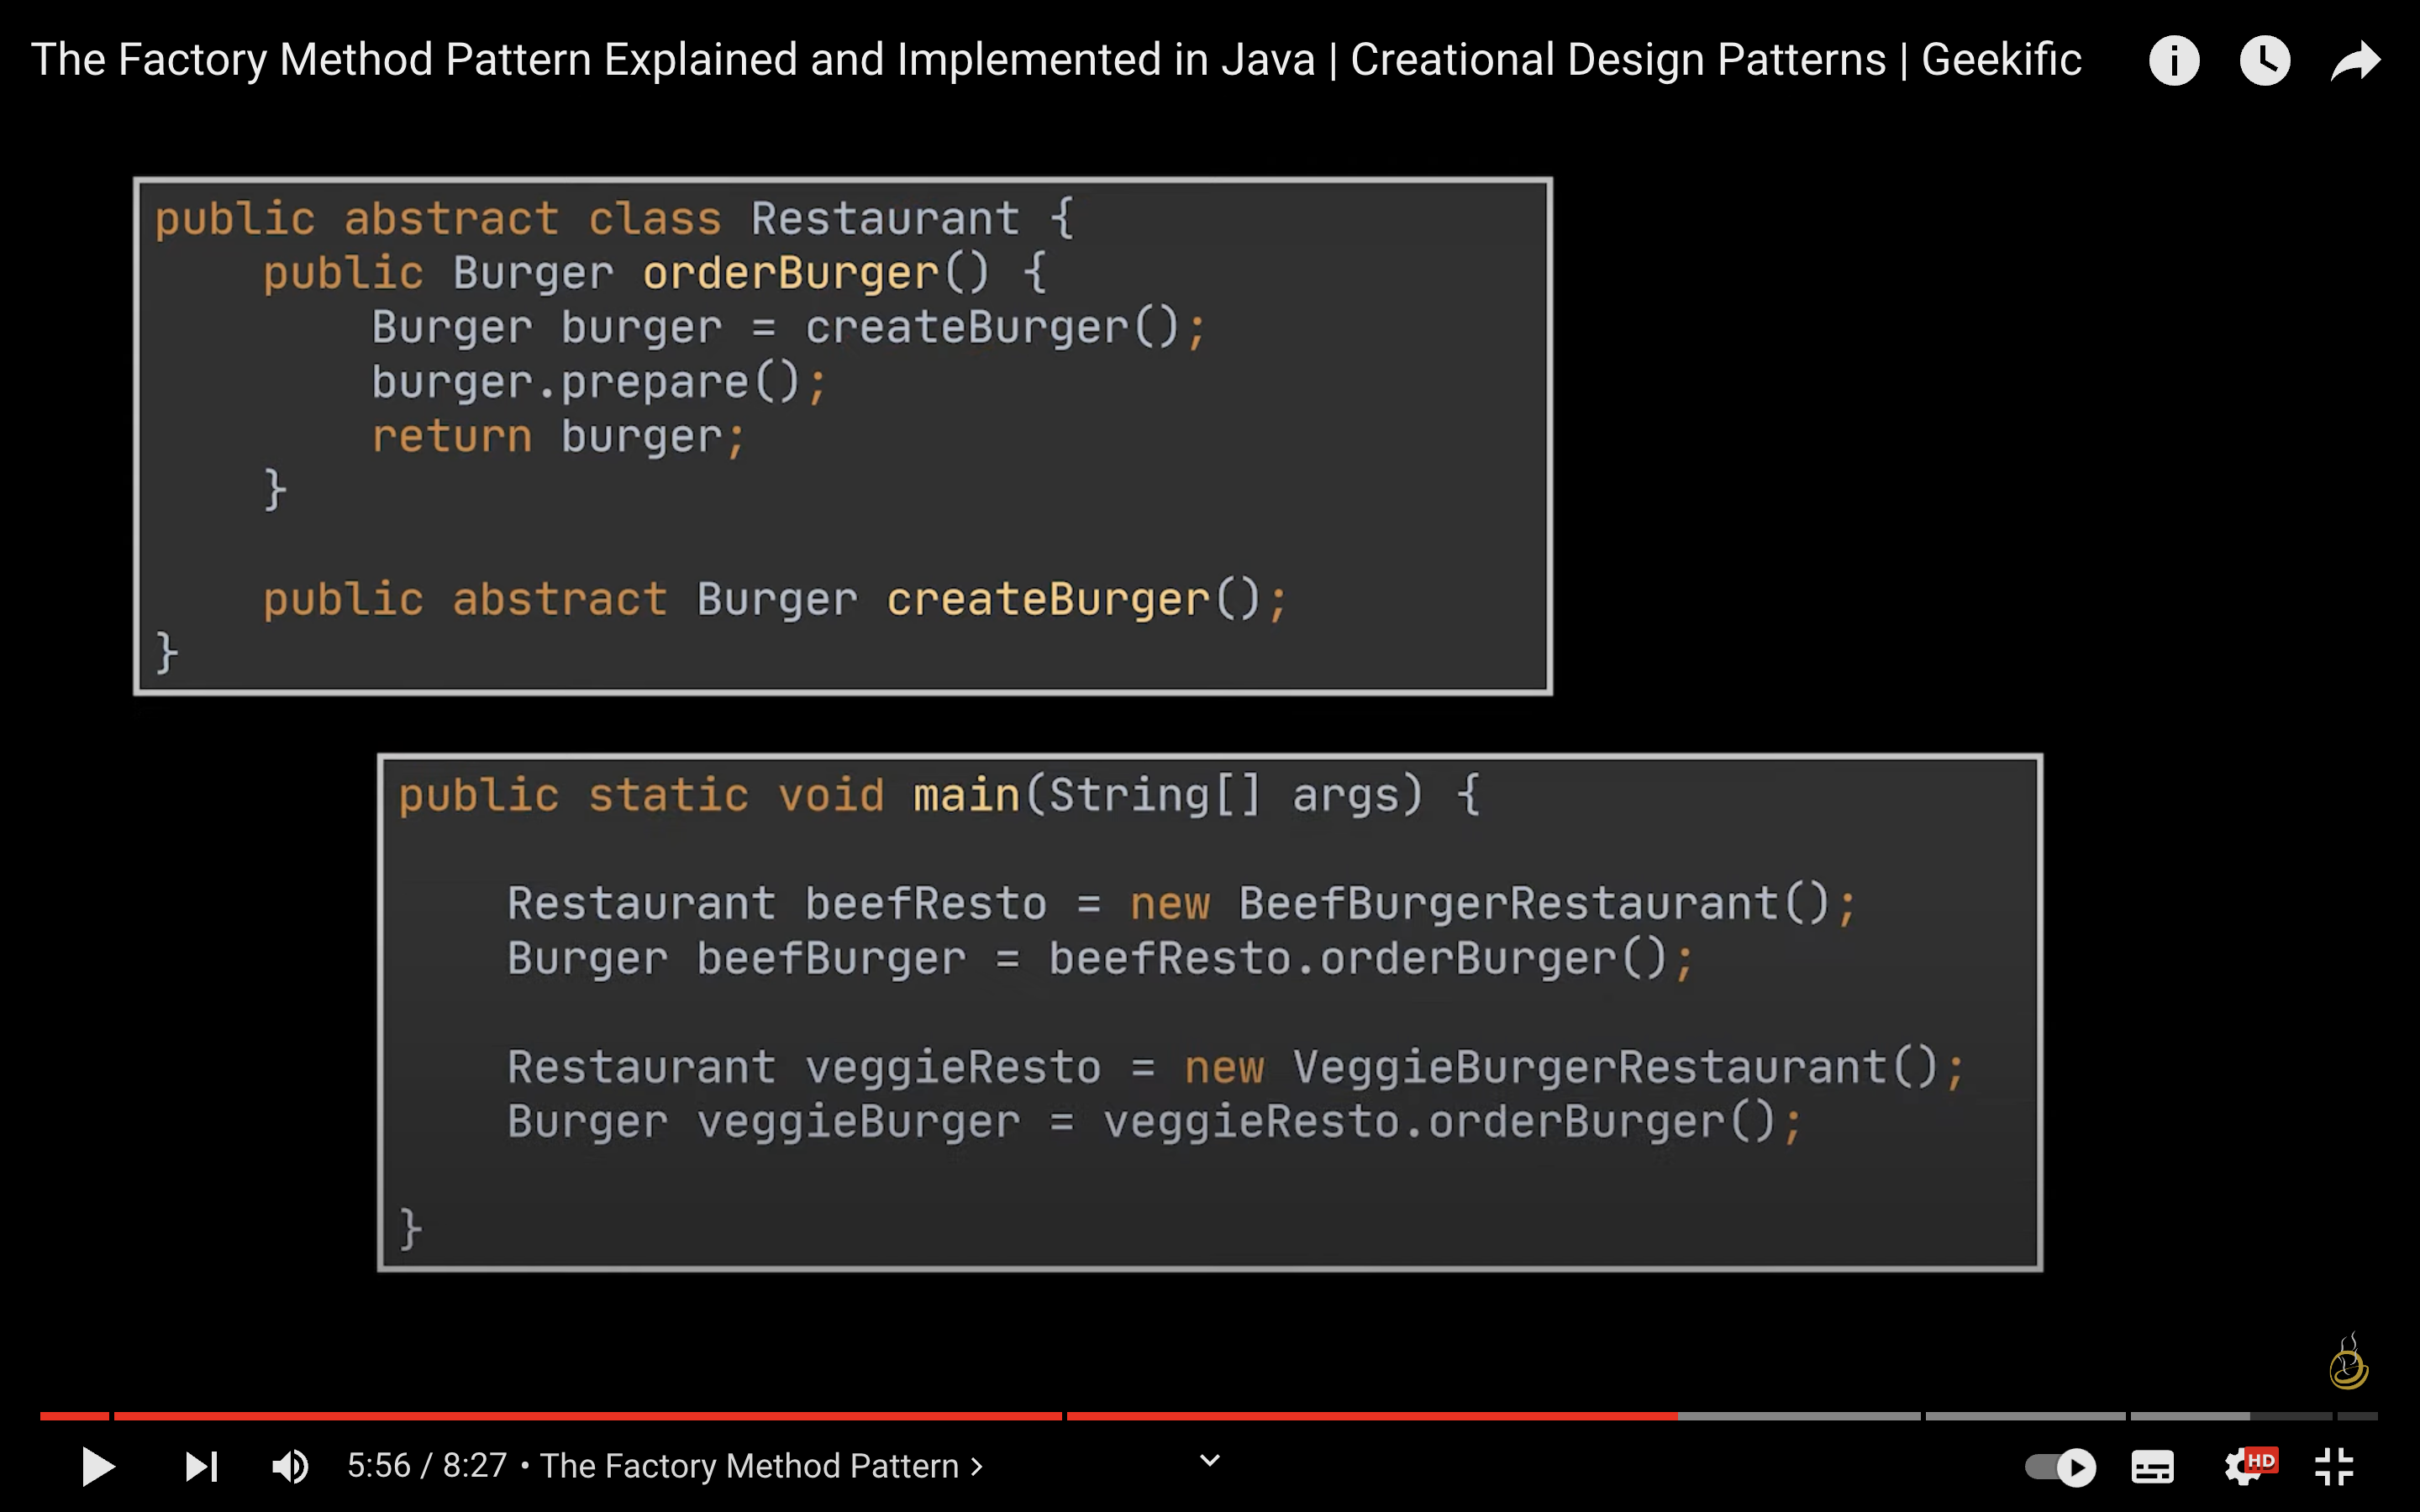 The Factory Method Pattern Explained and Implemented in Java | Creational Design Patterns | Geekific
public abstract class Restaurant {
    public Burger orderBurger() {
        Burger burger = createBurger();
        burger.prepare();
        return burger;
    }
    public abstract Burger createBurger();
}
public static void main(String[] args) {
    Restaurant beefResto = new BeefBurgerRestaurant();
    Burger beefBurger = beefResto.orderBurger();
    Restaurant veggieResto = new VeggieBurgerRestaurant();
    Burger veggieBurger = veggieResto.orderBurger();
}
5:56 / 8:27 • The Factory Method Pattern >
HD